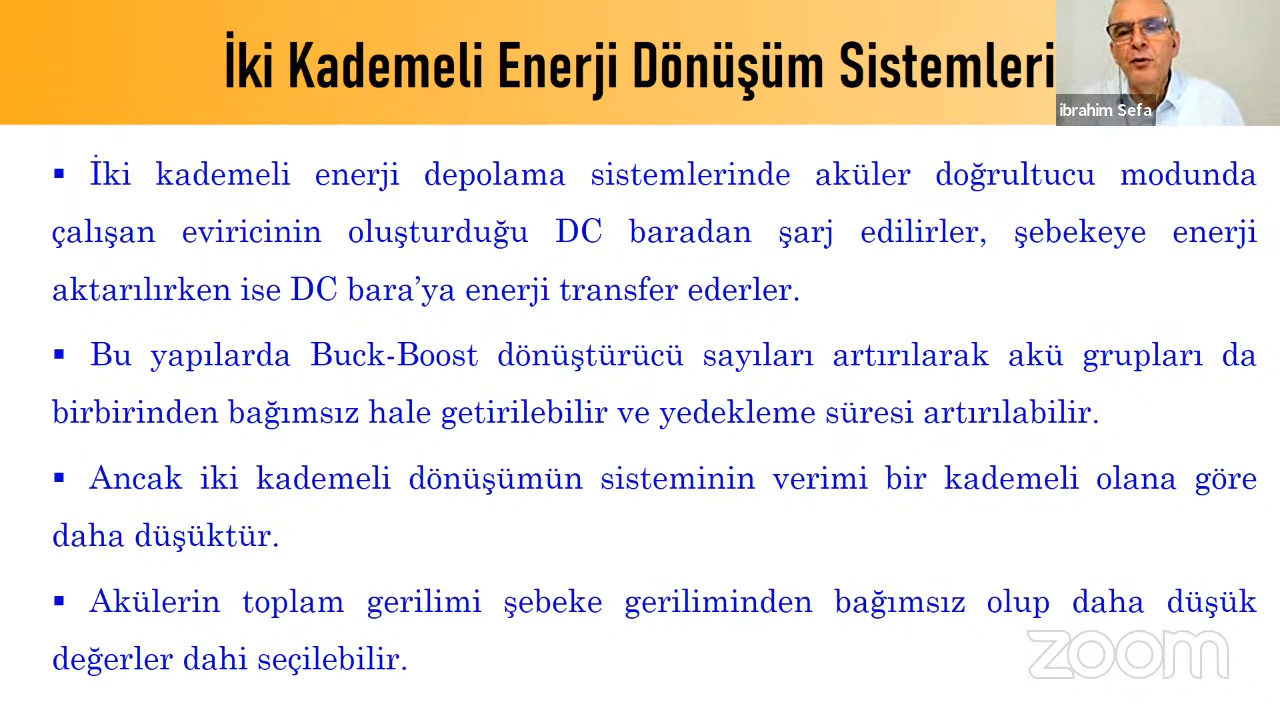 İki Kademeli Enerji Dönüşüm Sistemleri
ibrahim Sefa
▪ İki kademeli enerji depolama sistemlerinde aküler doğrultucu modunda
çalışan eviricinin oluşturduğu DC baradan şarj edilirler, şebekeye enerji
aktarılırken ise DC bara’ya enerji transfer ederler.
▪ Bu yapılarda Buck-Boost dönüştürücü sayıları artırılarak akü grupları da
birbirinden bağımsız hale getirilebilir ve yedekleme süresi artırılabilir.
▪ Ancak iki kademeli dönüşümün sisteminin verimi bir kademeli olana göre
daha düşüktür.
▪ Akülerin toplam gerilimi şebeke geriliminden bağımsız olup daha düşük
değerler dahi seçilebilir.
zoom